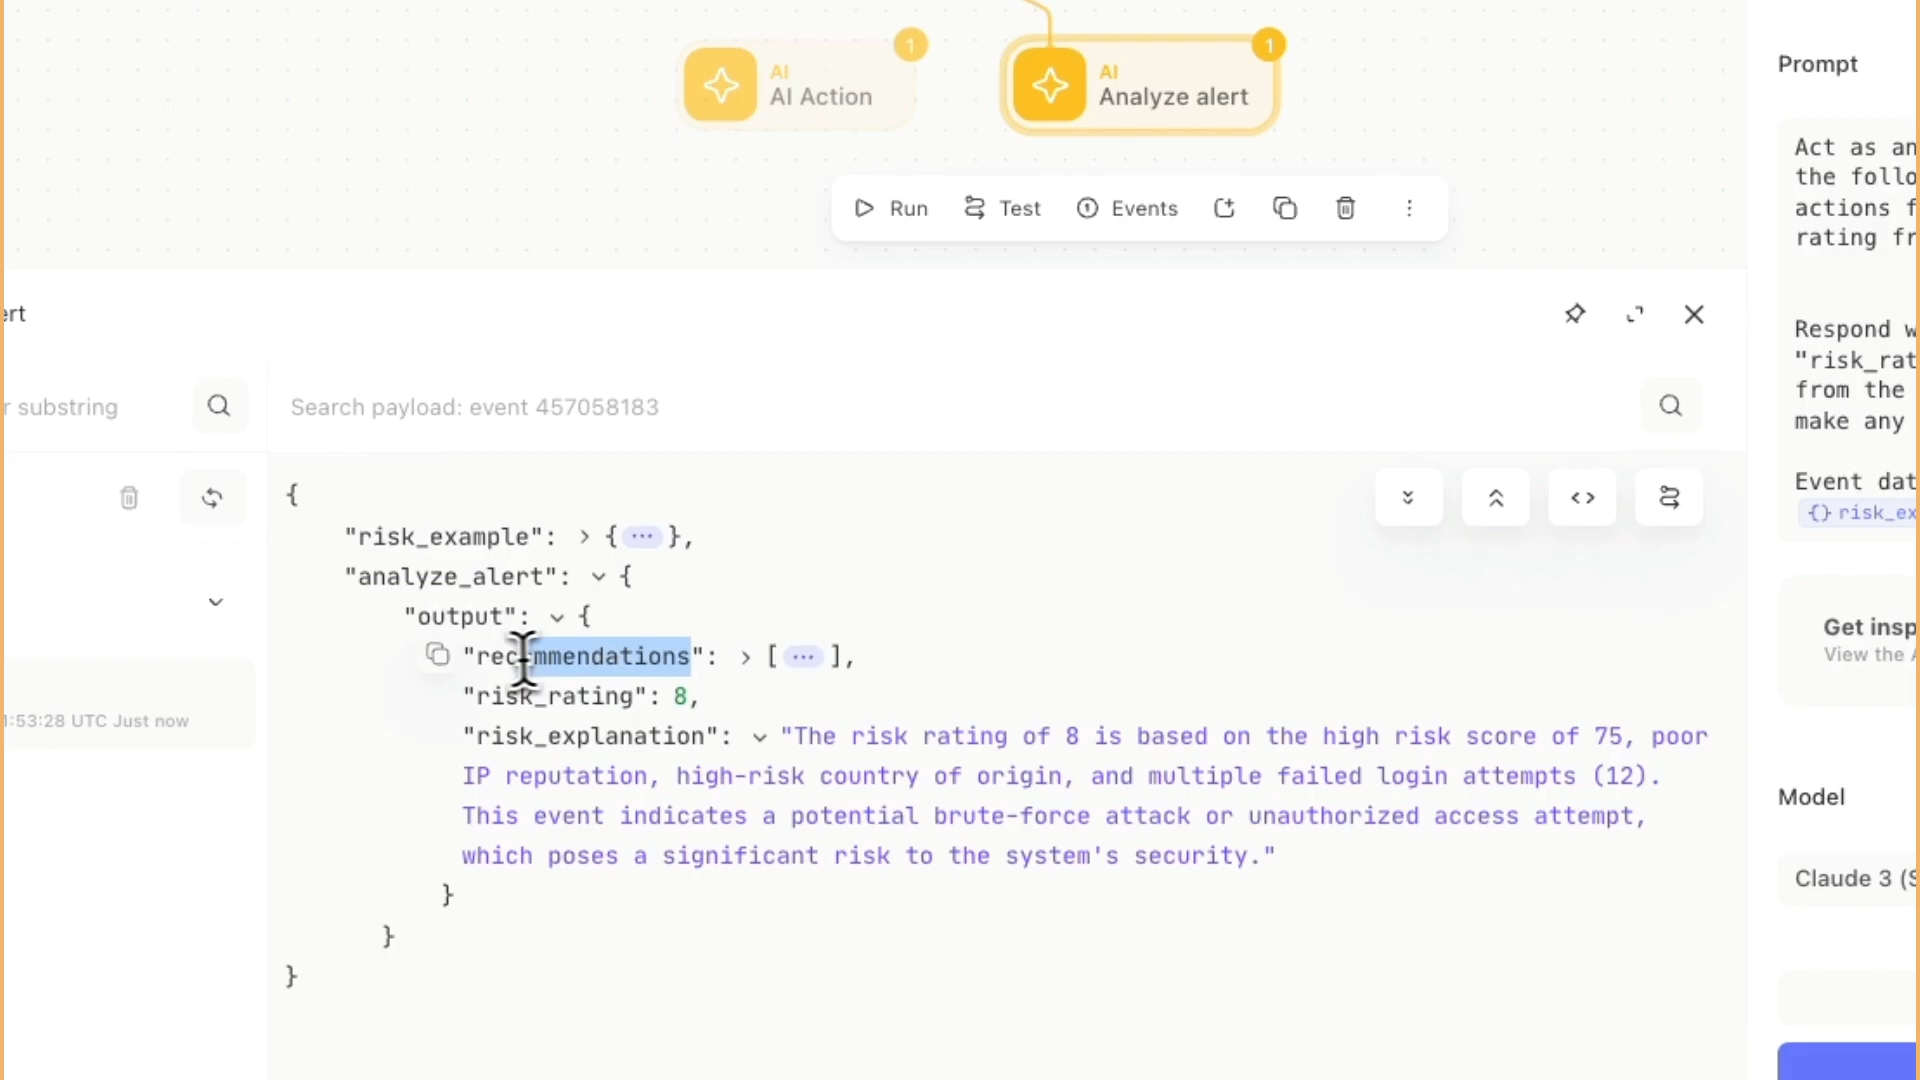 1
AI
AI Action
1
AI
Analyze alert
Run
Test
Events
ert
r substring
Search payload: event 457058183
1:53:28 UTC Just now
{
"risk_example": > {...},
"analyze_alert": {
"output": {
"recommendations": > [...],
"risk_rating": 8,
"risk_explanation": "The risk rating of 8 is based on the high risk score of 75, poor
IP reputation, high-risk country of origin, and multiple failed login attempts (12).
This event indicates a potential brute-force attack or unauthorized access attempt,
which poses a significant risk to the system's security."
}
}
}
Prompt
Act as an
the follo
actions f
rating fr
Respond w
"risk_rat
from the
make any
Event dat
{} risk_ex
Get insp
View the A
Model
Claude 3 (S